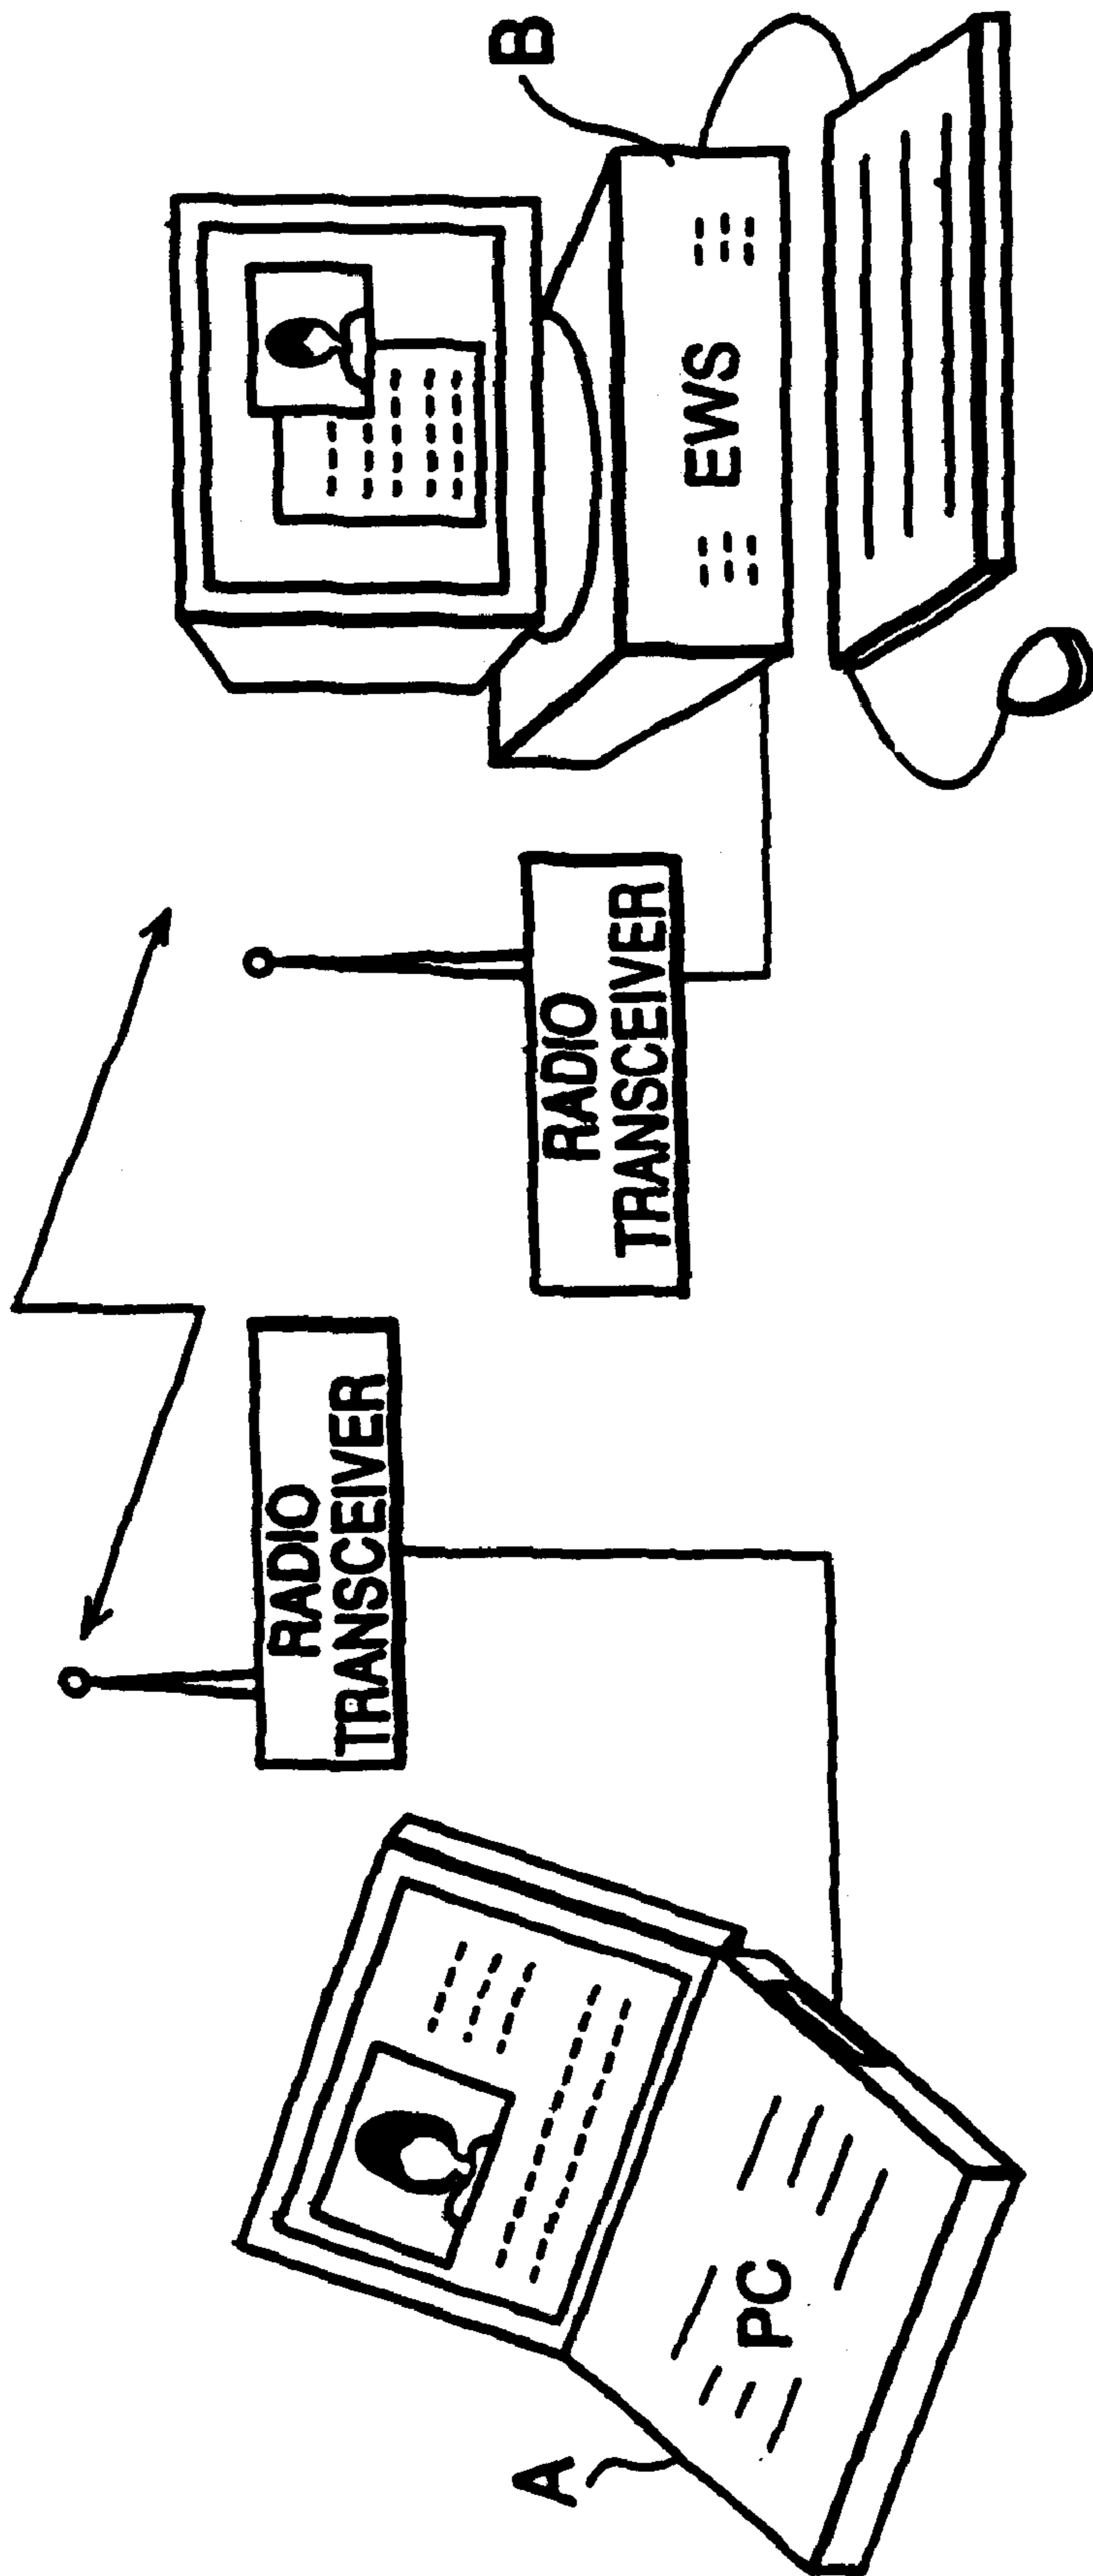 A
PC
RADIO
TRANSCEIVER
RADIO
TRANSCEIVER
EWS
B